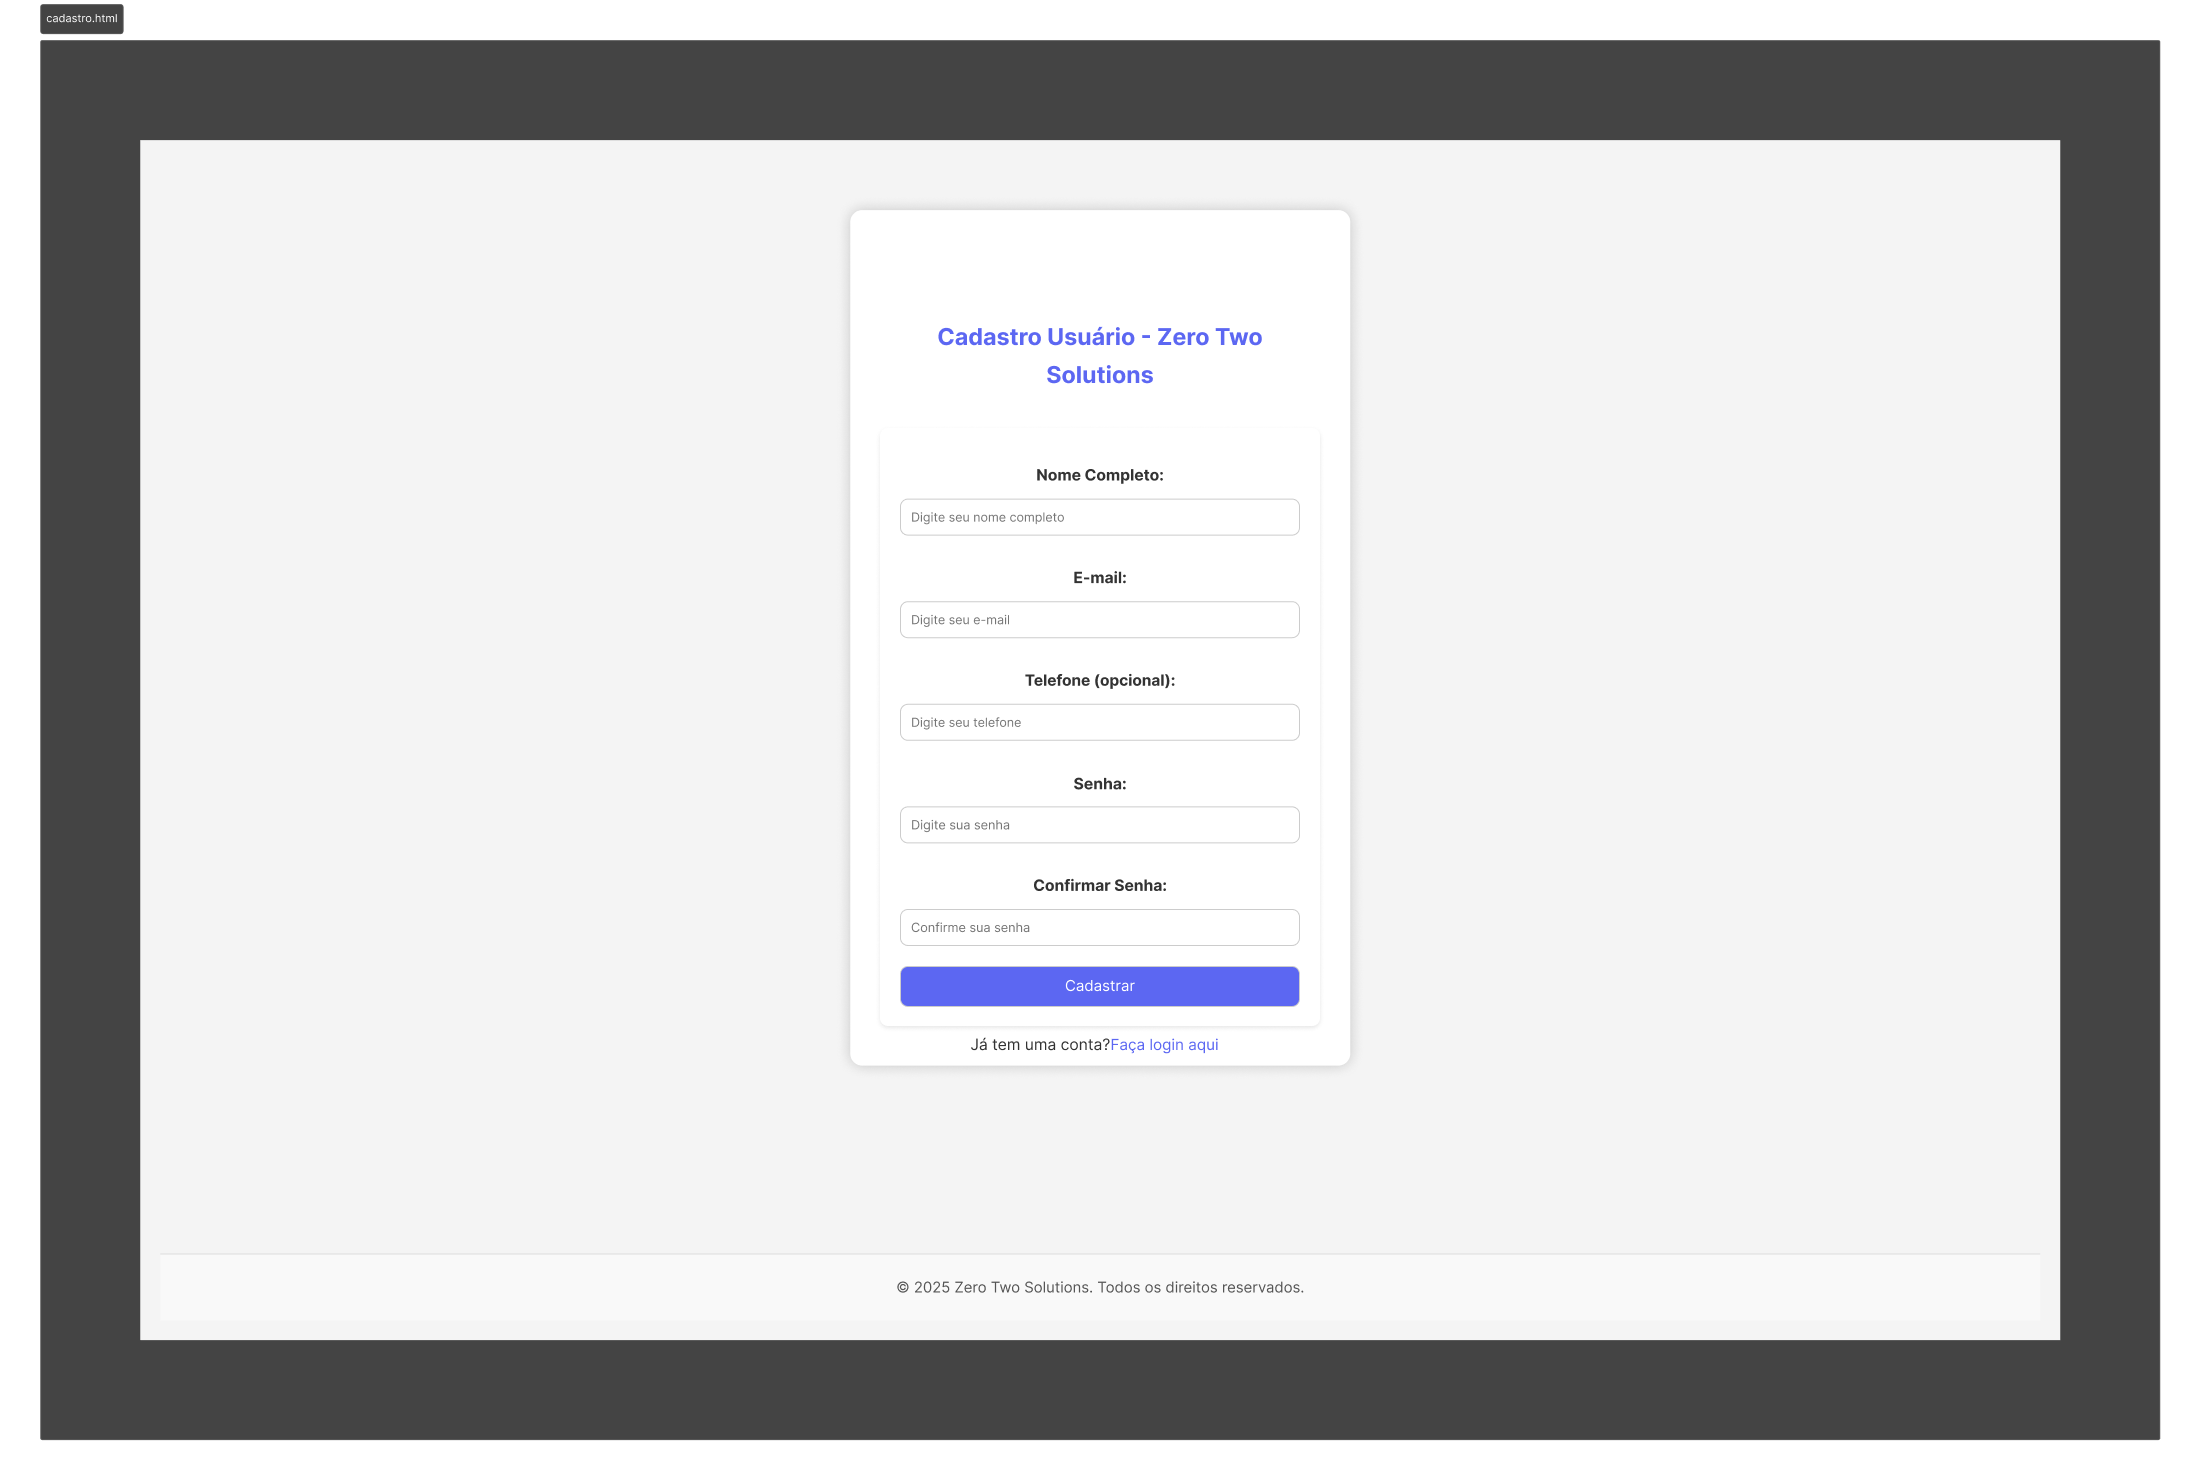 cadastro.html
Cadastro Usuário - Zero Two
Solutions
Nome Completo:
Digite seu nome completo
E-mail:
Digite seu e-mail
Telefone (opcional):
Digite seu telefone
Senha:
Digite sua senha
Confirmar Senha:
Confirme sua senha
Cadastrar
Já tem uma conta?Faça login aqui
© 2025 Zero Two Solutions. Todos os direitos reservados.